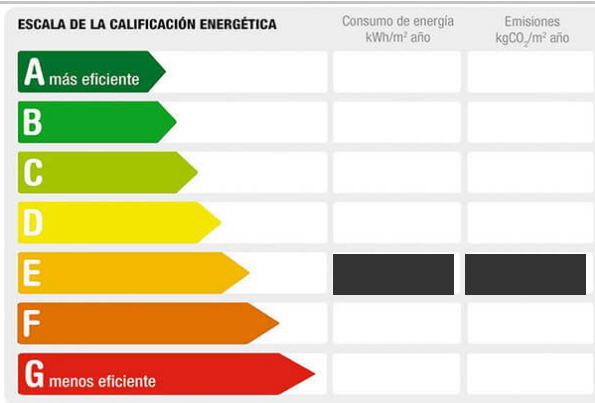 ESCALA DE LA CALIFICACIÓN ENERGÉTICA
Consumo de energía
kWh/m² año
Emisiones
kgCO₂/m² año
A más eficiente
B
C
D
E
F
G menos eficiente